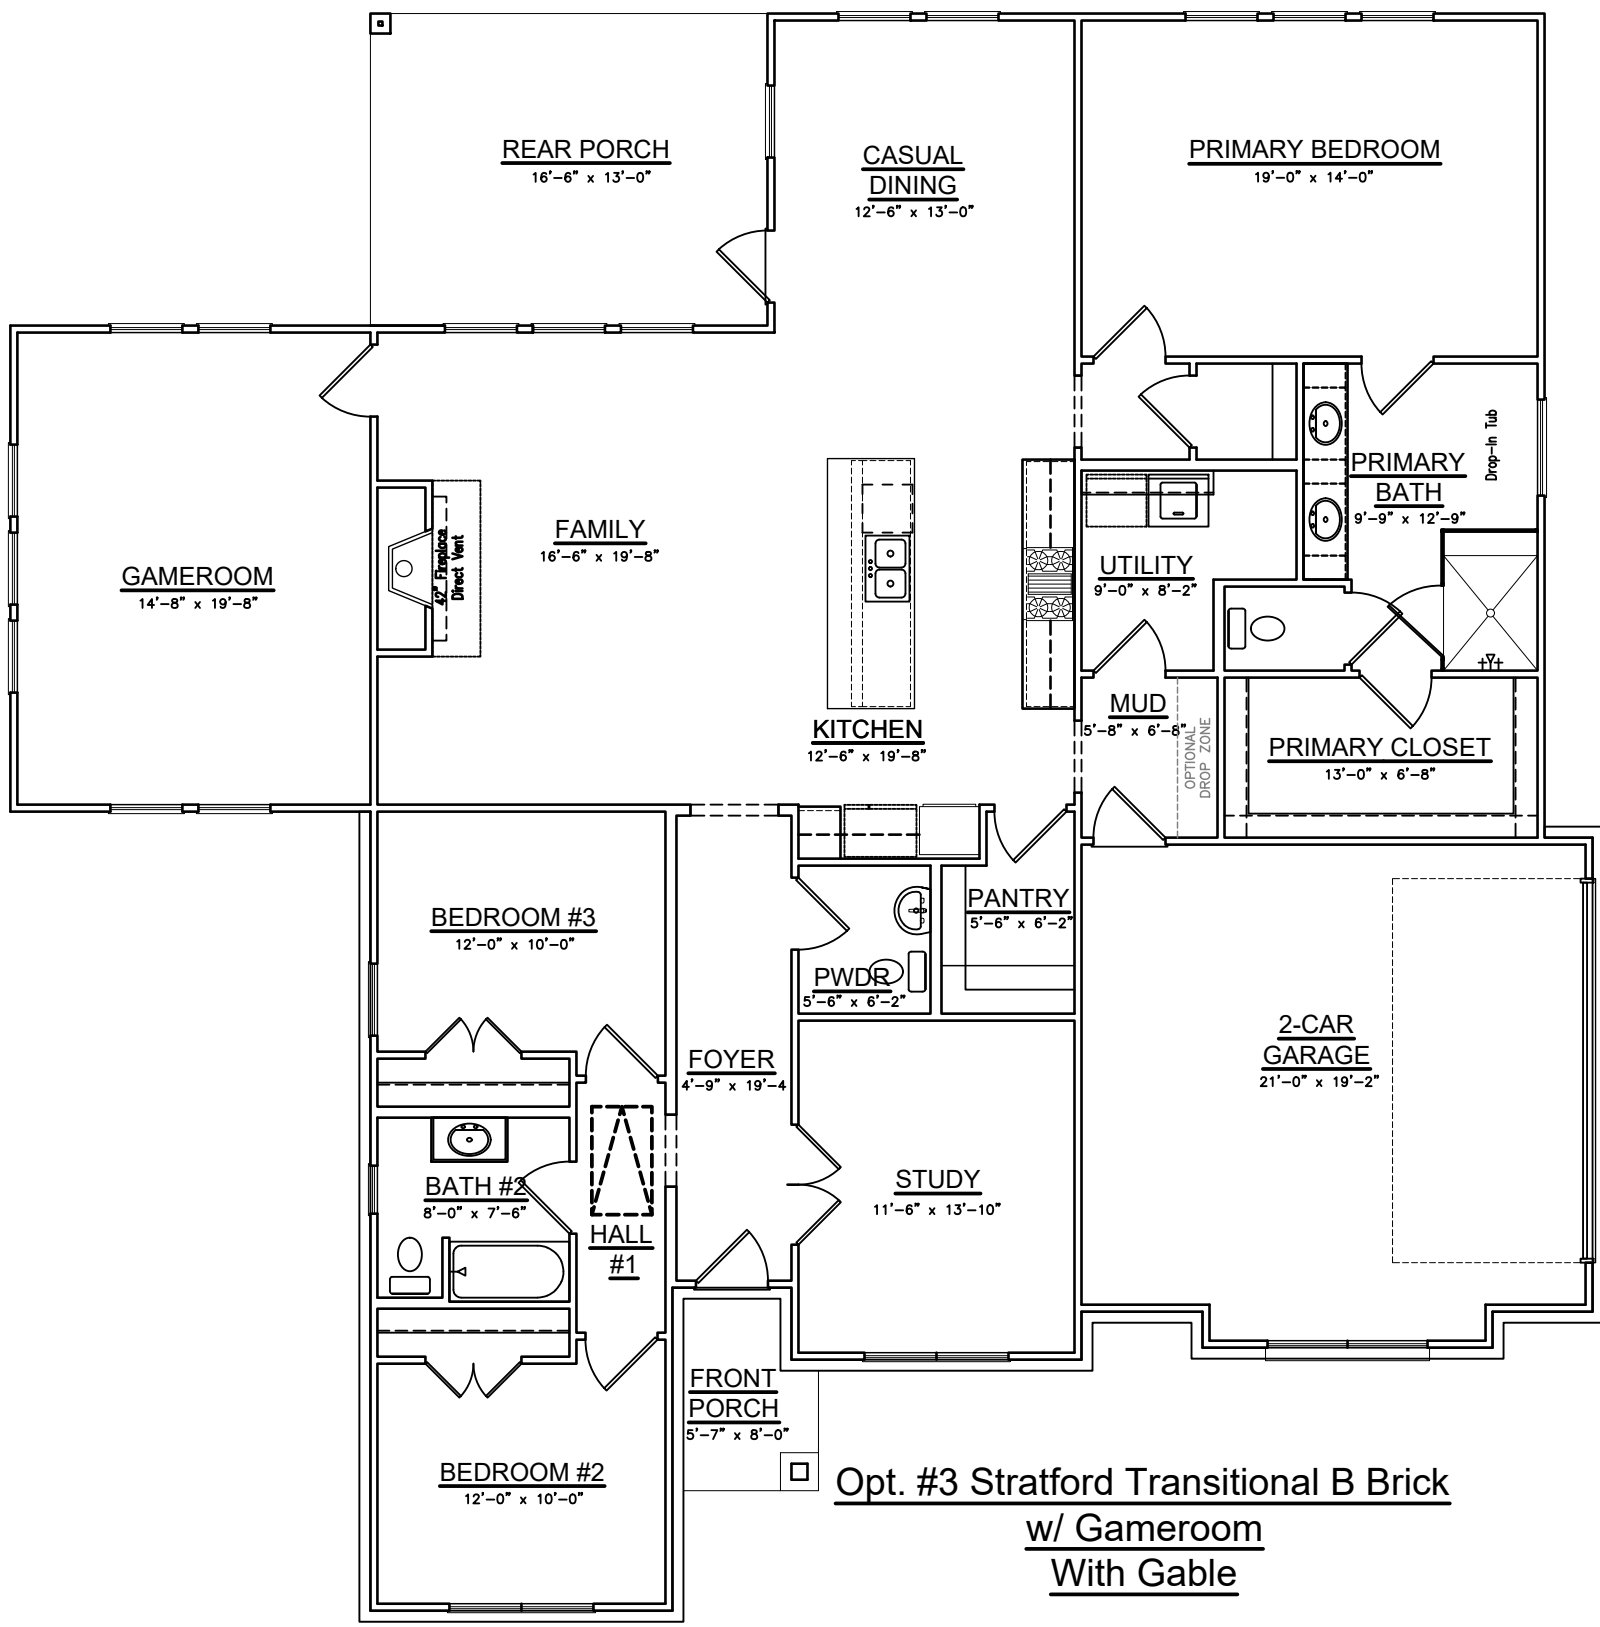 REAR PORCH
16'-6" x 13'-0"
CASUAL
DINING
12'-6" x 13'-0"
PRIMARY BEDROOM
19'-0" x 14'-0"
GAMEROOM
14'-8" x 19'-8"
42" Fireplace
Direct Vent
FAMILY
16'-6" x 19'-8"
KITCHEN
12'-6" x 19'-8"
UTILITY
9'-0" x 8'-2"
PRIMARY
BATH
9'-9" x 12'-9"
Drop-In Tub
MUD
5'-8" x 6'-8"
OPTIONAL
DROP ZONE
PRIMARY CLOSET
13'-0" x 6'-8"
BEDROOM #3
12'-0" x 10'-0"
PANTRY
5'-6" x 6'-2"
PWDR
5'-6" x 6'-2"
FOYER
4'-9" x 19'-4
2-CAR
GARAGE
21'-0" x 19'-2"
BATH #2
8'-0" x 7'-6"
HALL
#1
STUDY
11'-6" x 13'-10"
FRONT
PORCH
5'-7" x 8'-0"
BEDROOM #2
12'-0" x 10'-0"
Opt. #3 Stratford Transitional B Brick
w/ Gameroom
With Gable